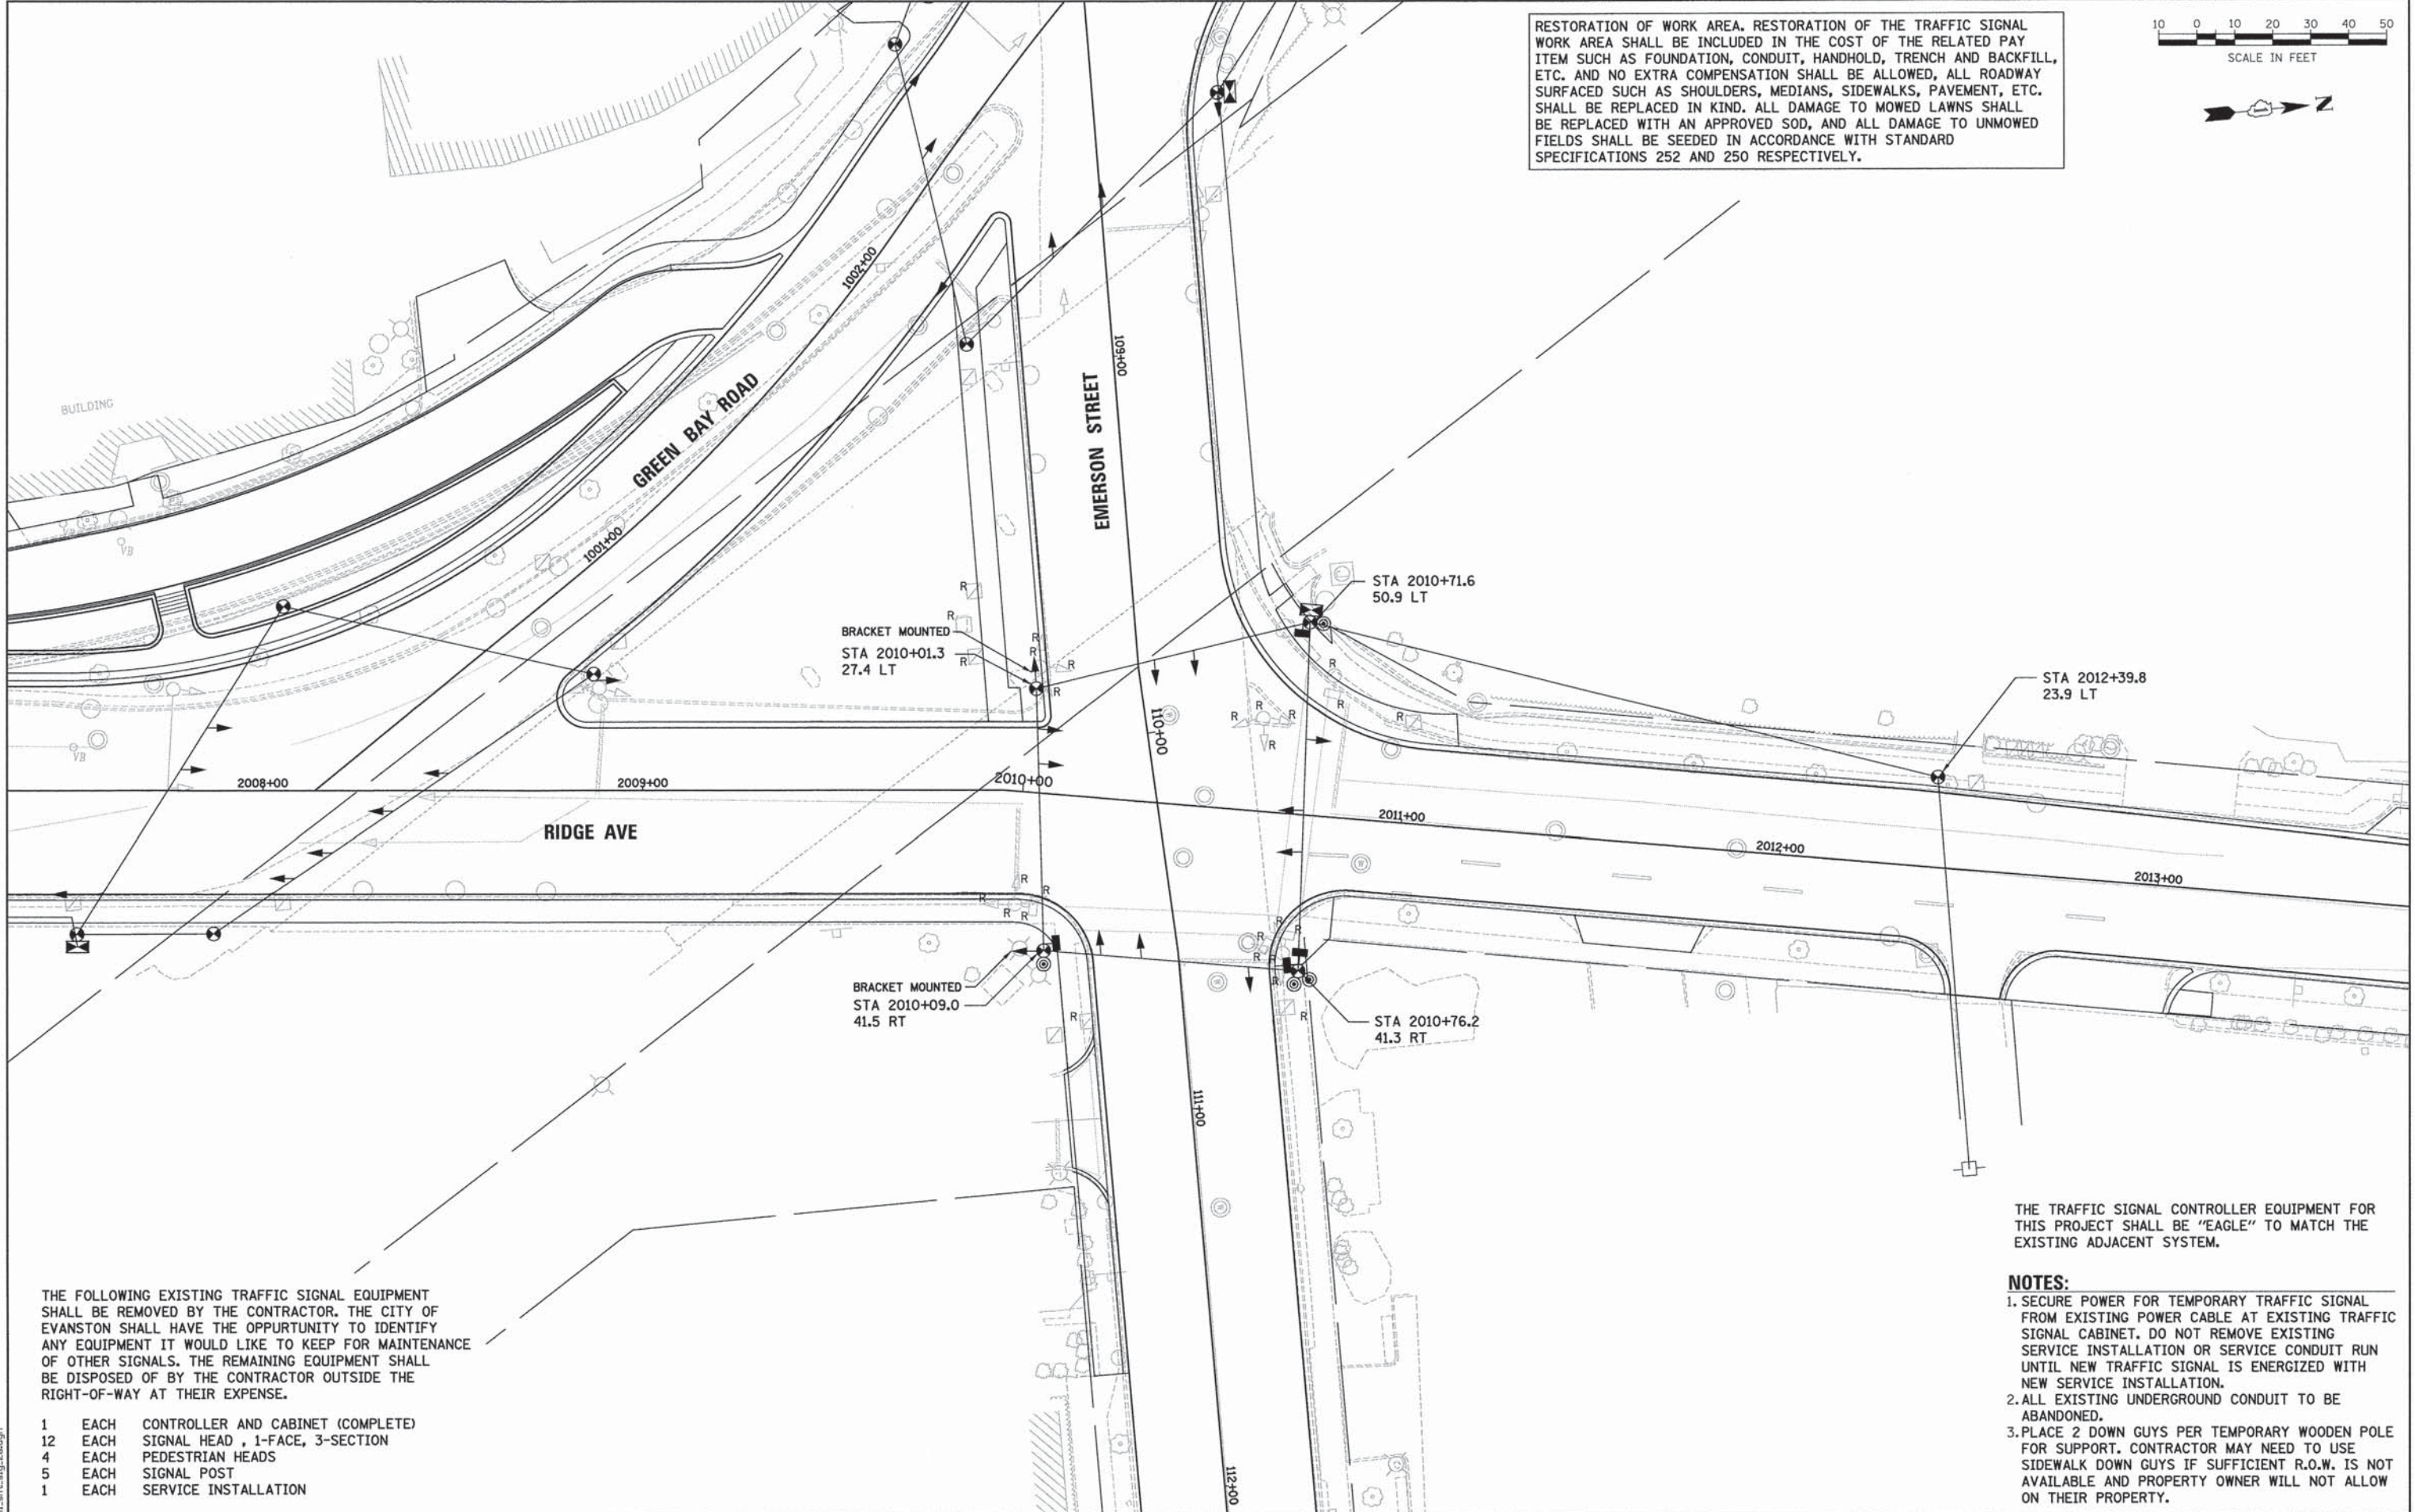 RESTORATION OF WORK AREA. RESTORATION OF THE TRAFFIC SIGNAL
WORK AREA SHALL BE INCLUDED IN THE COST OF THE RELATED PAY
ITEM SUCH AS FOUNDATION, CONDUIT, HANDHOLD, TRENCH AND BACKFILL,
ETC. AND NO EXTRA COMPENSATION SHALL BE ALLOWED, ALL ROADWAY
SURFACED SUCH AS SHOULDERS, MEDIANS, SIDEWALKS, PAVEMENT, ETC.
SHALL BE REPLACED IN KIND. ALL DAMAGE TO MOWED LAWNS SHALL
BE REPLACED WITH AN APPROVED SOD, AND ALL DAMAGE TO UNMOWED
FIELDS SHALL BE SEEDED IN ACCORDANCE WITH STANDARD
SPECIFICATIONS 252 AND 250 RESPECTIVELY.
10 0 10 20 30 40 50
SCALE IN FEET
Z
1002+00
109+00
BUILDING
GREEN BAY ROAD
EMERSON STREET
1001+00
VB
STA 2010+71.6
50.9 LT
R
R
R
BRACKET MOUNTED
STA 2010+01.3
27.4 LT
R
R
R
R
R
R
R
R
R
R
R
R
STA 2012+39.8
23.9 LT
110+00
VB
2008+00
2009+00
2010+00
2011+00
RIDGE AVE
2012+00
2013+00
R
R
R
R
R
R
R
R
R
R
R
BRACKET MOUNTED
STA 2010+09.0
41.5 RT
R
R
STA 2010+76.2
41.3 RT
111+00
112+00
THE TRAFFIC SIGNAL CONTROLLER EQUIPMENT FOR
THIS PROJECT SHALL BE "EAGLE" TO MATCH THE
EXISTING ADJACENT SYSTEM.
THE FOLLOWING EXISTING TRAFFIC SIGNAL EQUIPMENT
SHALL BE REMOVED BY THE CONTRACTOR. THE CITY OF
EVANSTON SHALL HAVE THE OPPURTUNITY TO IDENTIFY
ANY EQUIPMENT IT WOULD LIKE TO KEEP FOR MAINTENANCE
OF OTHER SIGNALS. THE REMAINING EQUIPMENT SHALL
BE DISPOSED OF BY THE CONTRACTOR OUTSIDE THE
RIGHT-OF-WAY AT THEIR EXPENSE.
1 EACH CONTROLLER AND CABINET (COMPLETE)
12 EACH SIGNAL HEAD , 1-FACE, 3-SECTION
4 EACH PEDESTRIAN HEADS
5 EACH SIGNAL POST
1 EACH SERVICE INSTALLATION
NOTES:
1. SECURE POWER FOR TEMPORARY TRAFFIC SIGNAL
FROM EXISTING POWER CABLE AT EXISTING TRAFFIC
SIGNAL CABINET. DO NOT REMOVE EXISTING
SERVICE INSTALLATION OR SERVICE CONDUIT RUN
UNTIL NEW TRAFFIC SIGNAL IS ENERGIZED WITH
NEW SERVICE INSTALLATION.
2. ALL EXISTING UNDERGROUND CONDUIT TO BE
ABANDONED.
3. PLACE 2 DOWN GUYS PER TEMPORARY WOODEN POLE
FOR SUPPORT. CONTRACTOR MAY NEED TO USE
SIDEWALK DOWN GUYS IF SUFFICIENT R.O.W. IS NOT
AVAILABLE AND PROPERTY OWNER WILL NOT ALLOW
ON THEIR PROPERTY.